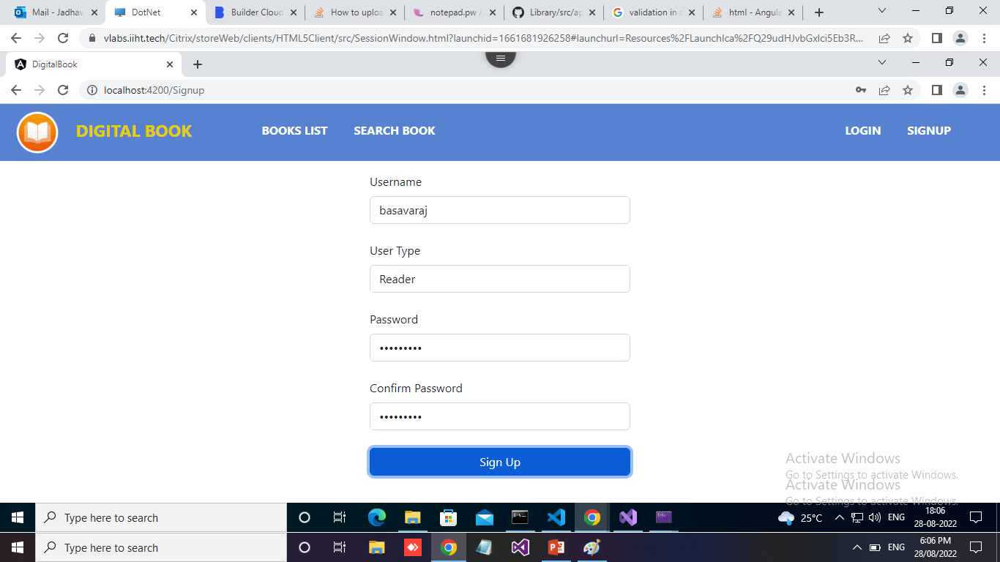 Mail - Jadhav
DotNet
Builder Cloud
How to uploa
notepad.pw /
Library/src/ap
validation in a
html - Angula
vlabs.iiht.tech/Citrix/storeWeb/clients/HTML5Client/src/SessionWindow.html?launchid=1661681926258#launchurl=Resources%2FLaunchIca%2FQ29udHJvbGxlci5Eb3R...
DigitalBook
localhost:4200/Signup
DIGITAL BOOK
BOOKS LIST
SEARCH BOOK
LOGIN
SIGNUP
Username
basavaraj
User Type
Reader
Password
•••••••••
Confirm Password
•••••••••
Sign Up
Activate Windows
Go to Settings to activate Windows.
Activate Windows
Go to Settings to activate Windows.
Type here to search
25°C
ENG
18:06
28-08-2022
Type here to search
ENG
6:06 PM
28/08/2022